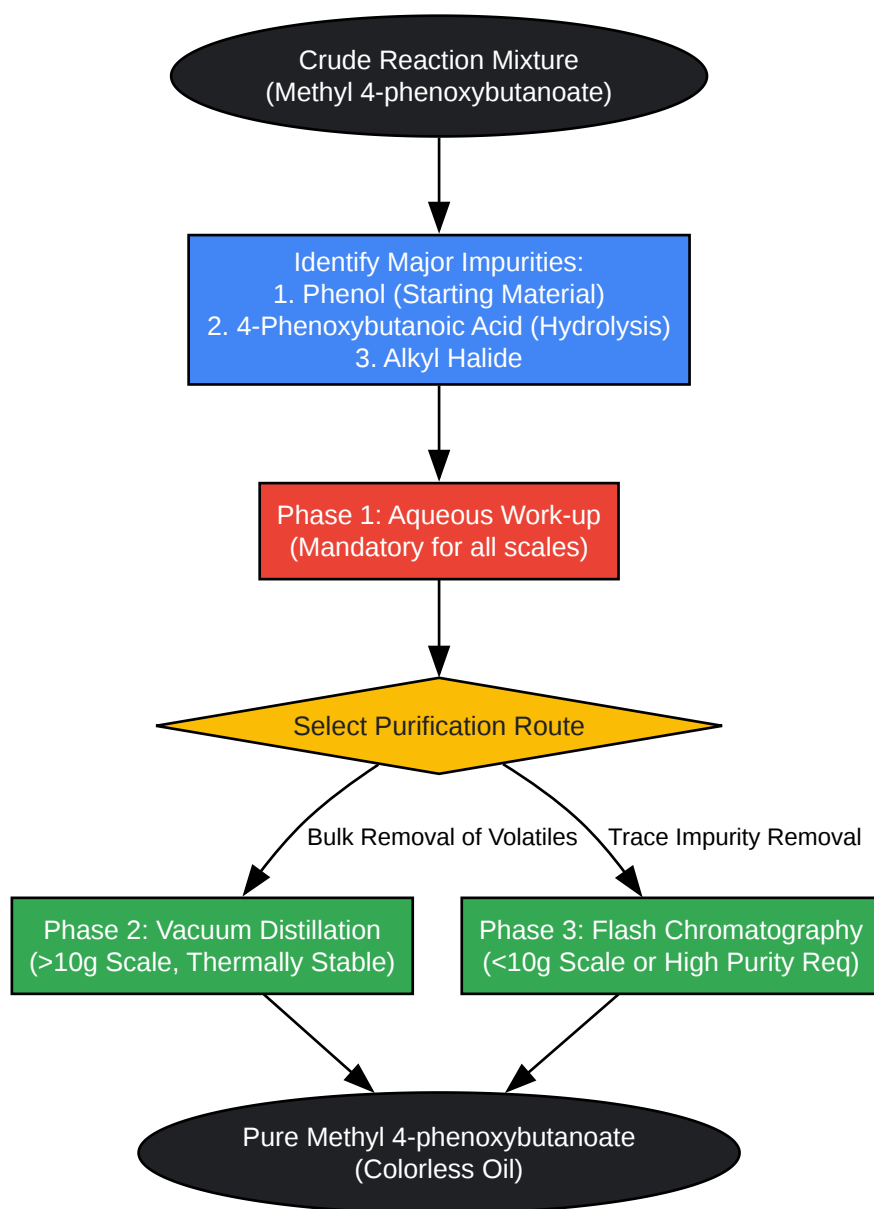 Crude Reaction Mixture
(Methyl 4-phenoxybutanoate)
Identify Major Impurities:
1. Phenol (Starting Material)
2. 4-Phenoxybutanoic Acid (Hydrolysis)
3. Alkyl Halide
Phase 1: Aqueous Work-up
(Mandatory for all scales)
Select Purification Route
Bulk Removal of Volatiles
Trace Impurity Removal
Phase 2: Vacuum Distillation
(>10g Scale, Thermally Stable)
Phase 3: Flash Chromatography
(<10g Scale or High Purity Req)
Pure Methyl 4-phenoxybutanoate
(Colorless Oil)